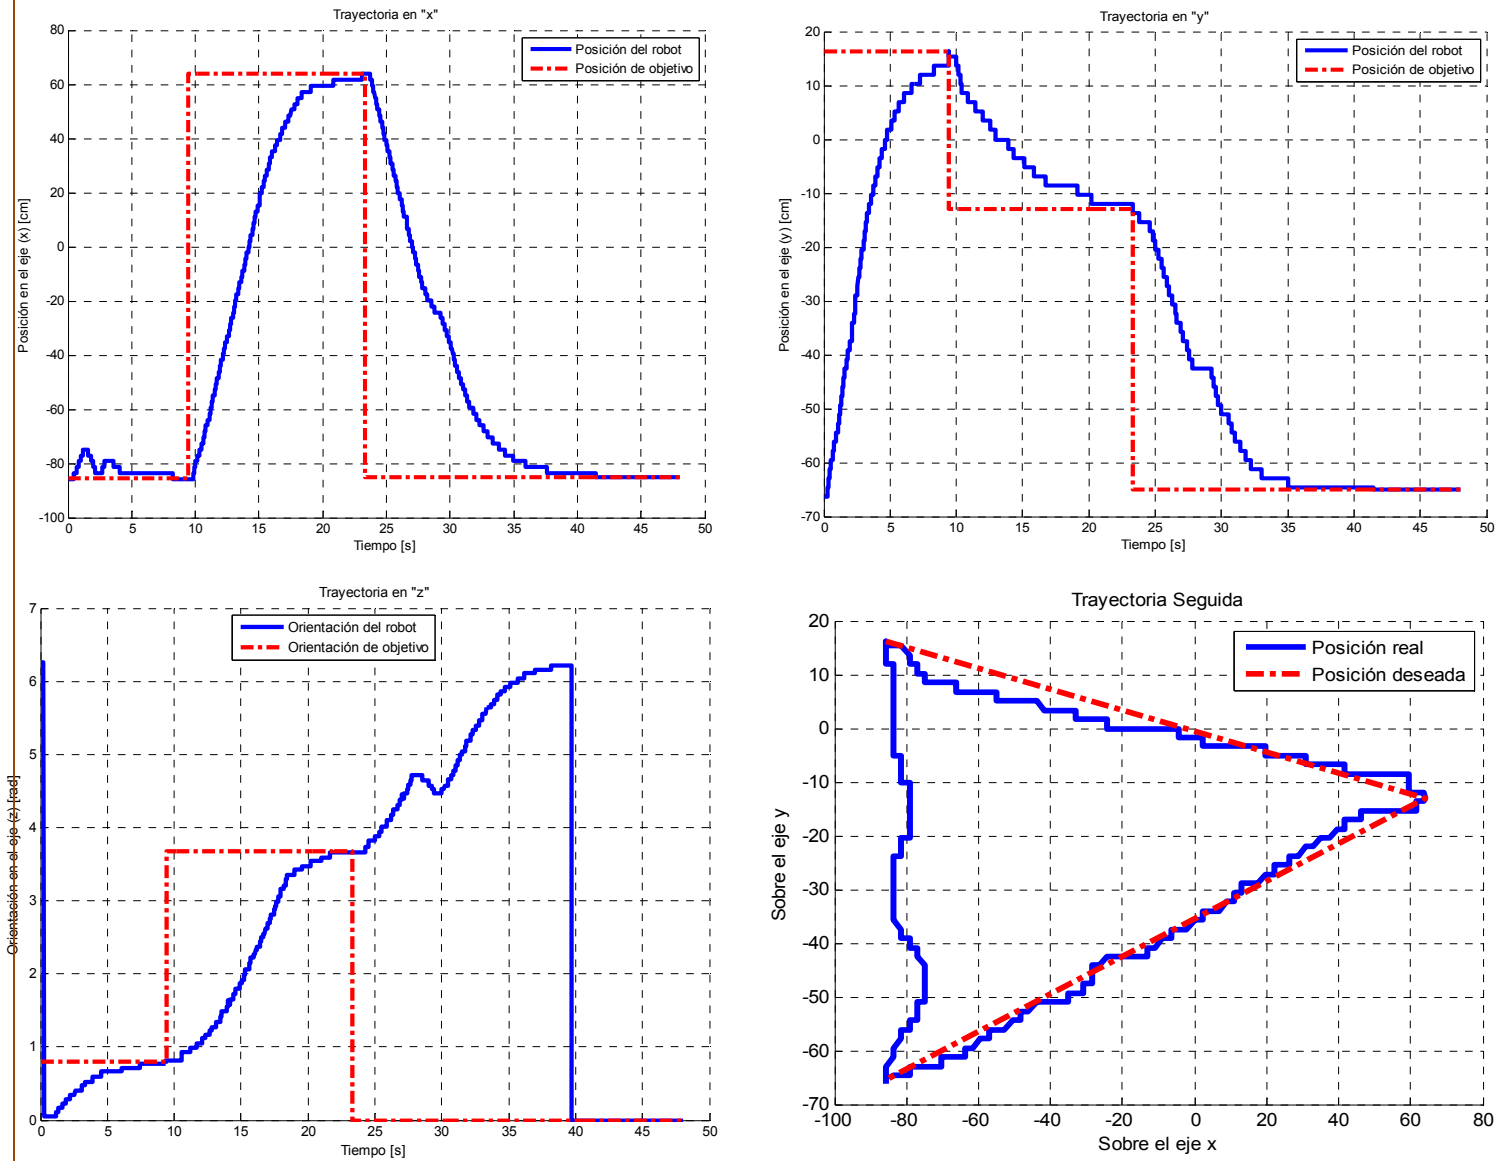 Trayectoria en "x"
80
60
40
20
0
-20
-40
-60
-80
-100
Posición en el eje (x) [cm]
Posición del robot
Posición de objetivo
0 5 10 15 20 25 30 35 40 45 50
Tiempo [s]
Trayectoria en "y"
20
10
0
-10
-20
-30
-40
-50
-60
-70
Posición en el eje (y) [cm]
Posición del robot
Posición de objetivo
0 5 10 15 20 25 30 35 40 45 50
Tiempo [s]
Trayectoria en "z"
7
6
5
4
3
2
1
0
Orientación en el eje (z) [rad]
Orientación del robot
Orientación de objetivo
0 5 10 15 20 25 30 35 40 45 50
Tiempo [s]
Trayectoria Seguida
20
10
0
-10
-20
-30
-40
-50
-60
-70
Sobre el eje y
Posición real
Posición deseada
-100 -80 -60 -40 -20 0 20 40 60 80
Sobre el eje x